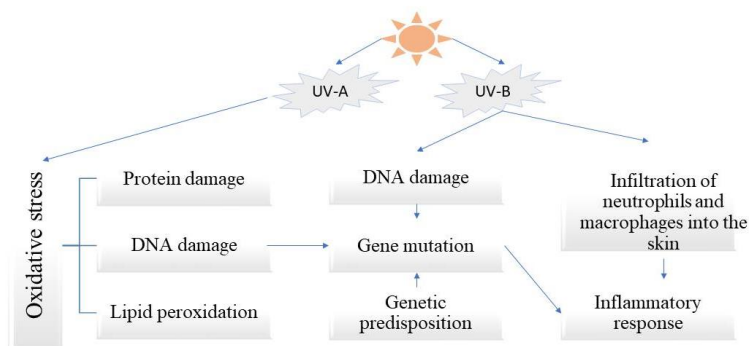 UV-A
UV-B
Oxidative stress
Protein damage
DNA damage
Lipid peroxidation
DNA damage
Gene mutation
Genetic
predisposition
Infiltration of
neutrophils and
macrophages into the
skin
Inflammatory
response